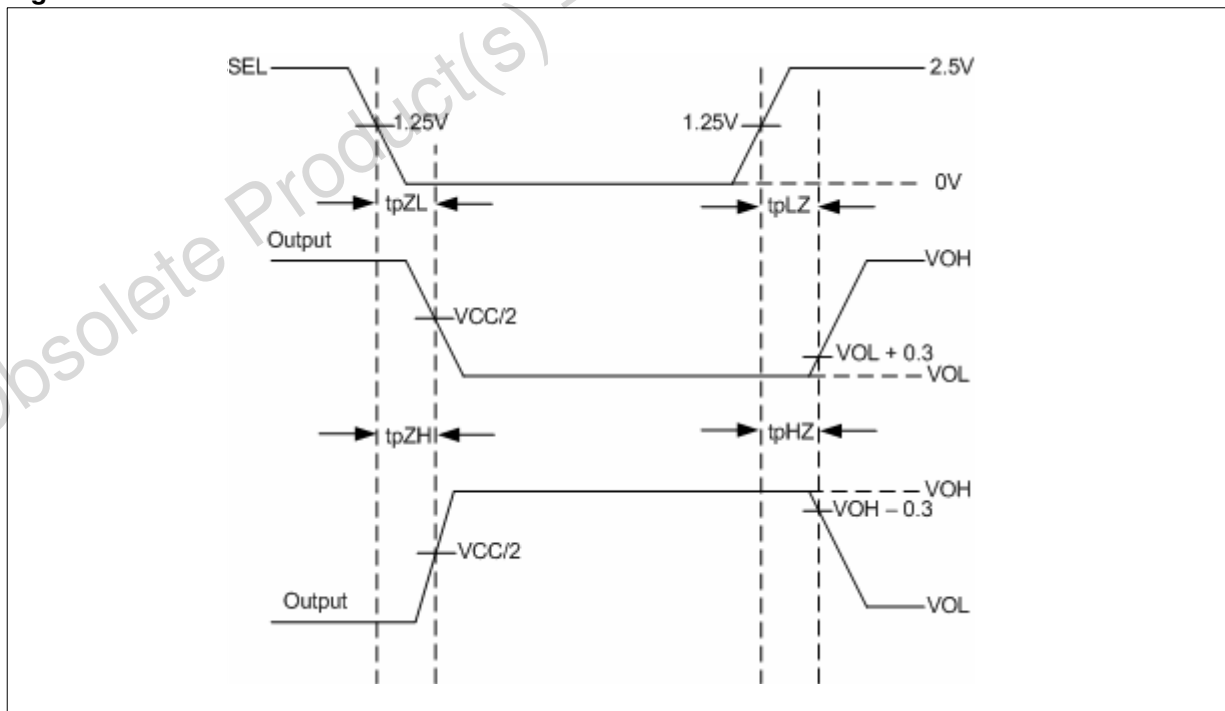 SEL
2.5V
1.25V
1.25V
0V
tpZL
tpLZ
Output
VOH
VCC/2
VOL + 0.3
VOL
tpZH
tpHZ
VOH
VOH – 0.3
VCC/2
Output
VOL
Obsolete Product(s)